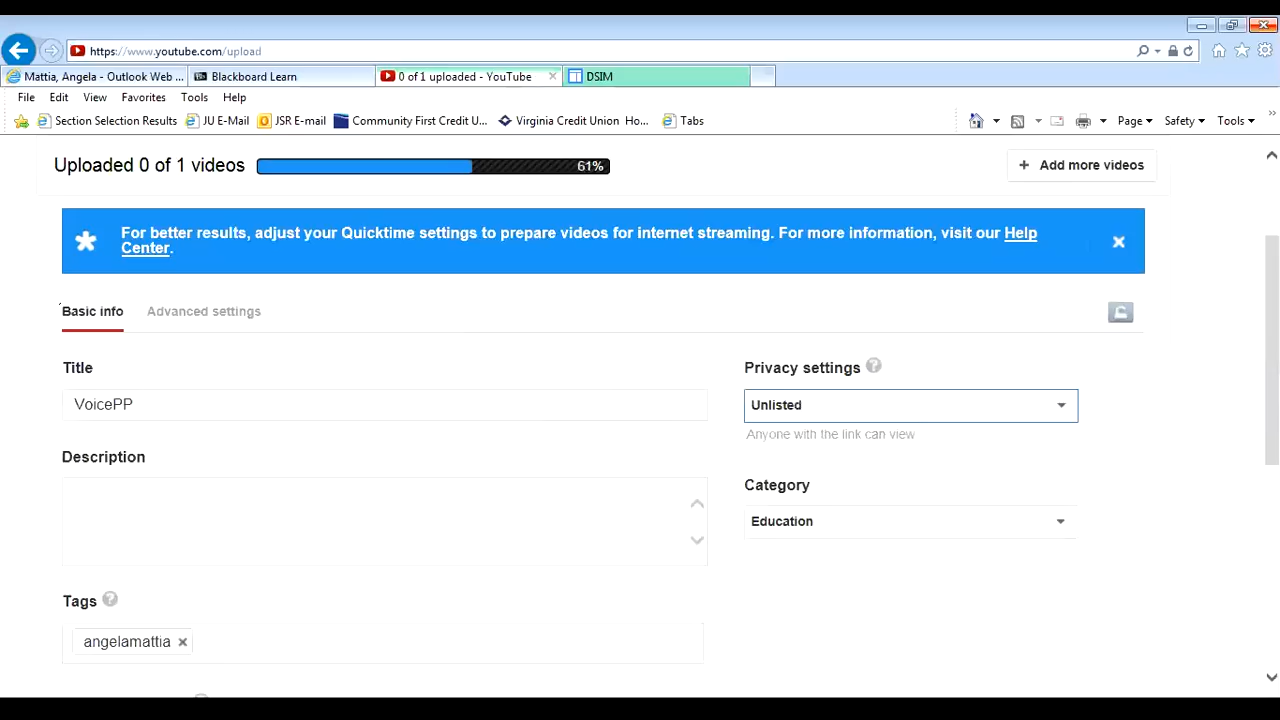 https://www.youtube.com/upload
Mattia, Angela - Outlook Web ... Blackboard Learn 0 of 1 uploaded - YouTube DSIM
File Edit View Favorites Tools Help
Section Selection Results JU E-Mail JSR E-mail Community First Credit U... Virginia Credit Union Ho... Tabs Page Safety Tools
Uploaded 0 of 1 videos 61% + Add more videos
For better results, adjust your Quicktime settings to prepare videos for internet streaming. For more information, visit our Help
Center.
Basic info Advanced settings
Title
VoicePP
Description
Tags
angelamattia
Privacy settings
Unlisted
Anyone with the link can view
Category
Education